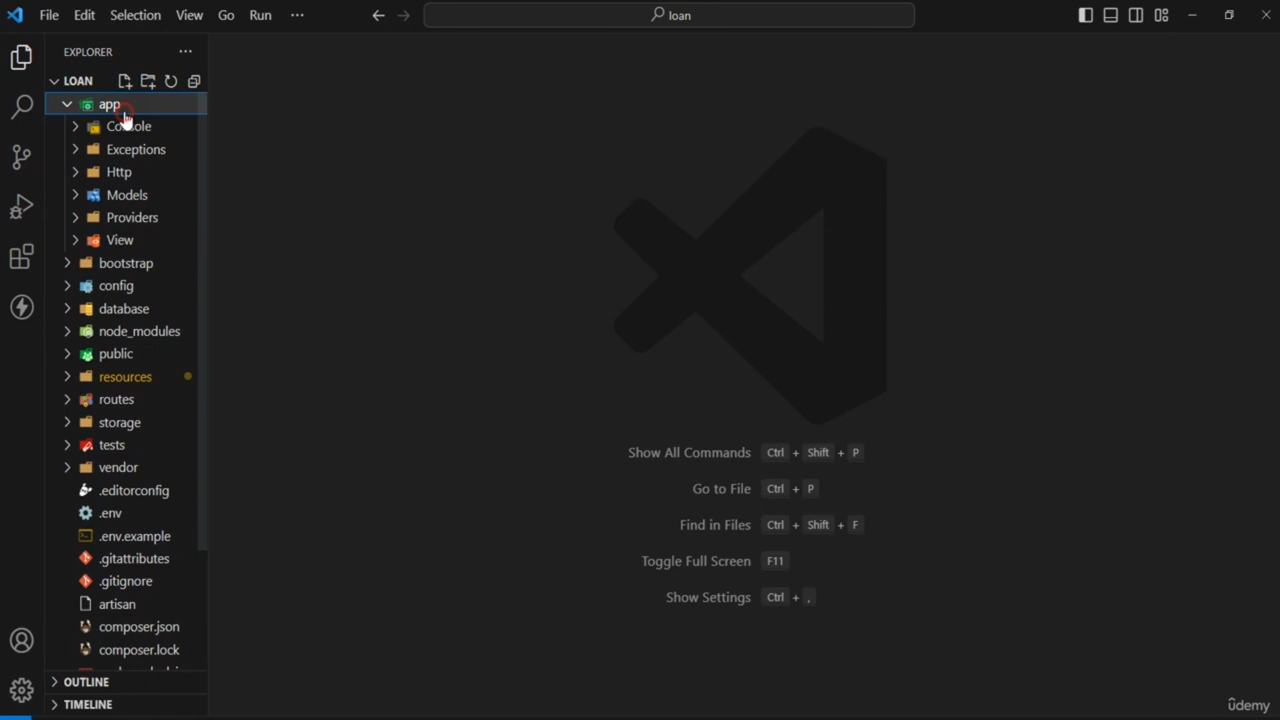 File Edit Selection View Go Run ···
loan
EXPLORER ···
LOAN
app
Console
Exceptions
Http
Models
Providers
View
bootstrap
config
database
node_modules
public
resources
routes
storage
tests
vendor
.editorconfig
.env
.env.example
.gitattributes
.gitignore
artisan
composer.json
composer.lock
OUTLINE
TIMELINE
Show All Commands Ctrl + Shift + P
Go to File Ctrl + P
Find in Files Ctrl + Shift + F
Toggle Full Screen F11
Show Settings Ctrl + ,
ûdemy